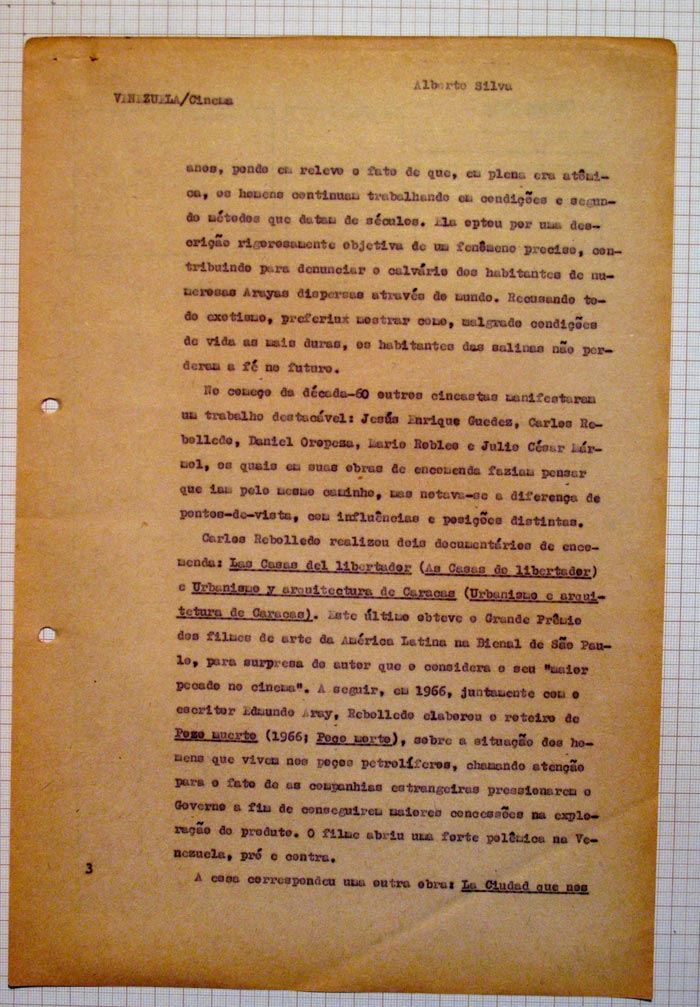 Alberto Silva
VENEZUELA/Cinema
anos, pondo em relevo o fato de que, em plena era atômi-
ca, os homens continuam trabalhando em condições e segun-
do métodos que datam de séculos. Ela optou por uma des-
crição rigorosamente objetiva de um fenômeno preciso, con-
tribuindo para denunciar o calvário dos habitantes de nu-
merosas Arayas dispersas através do mundo. Recusando to-
do exotismo, preferiux mostrar como, malgrado condições
de vida as mais duras, os habitantes das salinas não per-
deram a fé no futuro.
No começo da década-60 outros cineastas manifestaram
um trabalho destacável: Jesús Enrique Guedez, Carlos Re-
bolledo, Daniel Oropeza, Mario Robles e Julio César Már-
mol, os quais em suas obras de encomenda faziam pensar
que iam pelo mesmo caminho, mas notava-se a diferença de
pontos-de-vista, com influências e posições distintas.
Carlos Rebolledo realizou dois documentários de enco-
menda: Las Casas del libertador (As Casas do libertador)
e Urbanismo y arquitectura de Caracas (Urbanismo e arqui-
tetura de Caracas). Este último obteve o Grande Prêmio
dos filmes de arte da América Latina na Bienal de São Pau-
lo, para surpresa do autor que o considera o seu "maior
pecado no cinema". A seguir, em 1966, juntamente com o
escritor Edmundo Aray, Rebolledo elaborou o roteiro de
Pozo muerto (1966; Poço morto), sobre a situação dos ho-
mens que vivem nos poços petrolíferos, chamando atenção
para o fato de as companhias estrangeiras pressionarem o
Governo a fim de conseguirem maiores concessões na explo-
ração do produto. O filme abriu uma forte polêmica na Ve-
nezuela, pró e contra.
3
A essa correspondeu uma outra obra: La Ciudad que nos